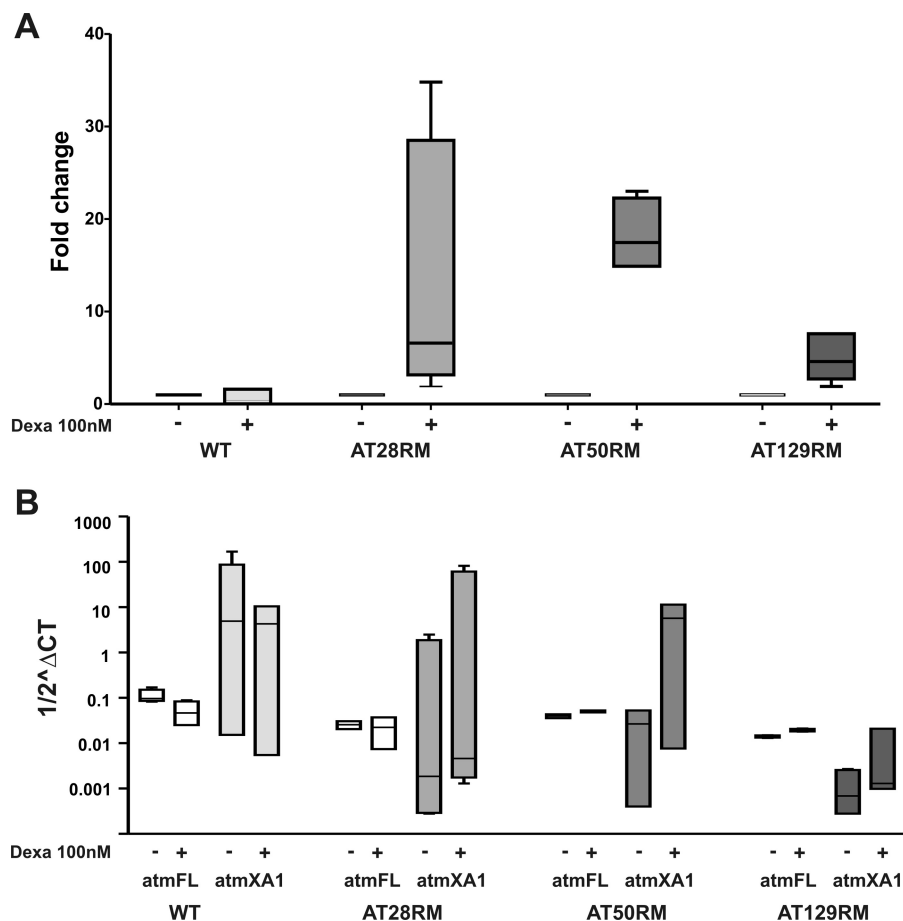 A
40
30
20
10
0
Fold change
Dexa 100nM - + - + - + - +
WT AT28RM AT50RM AT129RM
B
1000
100
10
1
0.1
0.01
0.001
1/2^ΔCT
Dexa 100nM - + - + - + - + - + - + - + - +
atmFL atmXA1 atmFL atmXA1 atmFL atmXA1 atmFL atmXA1
WT AT28RM AT50RM AT129RM